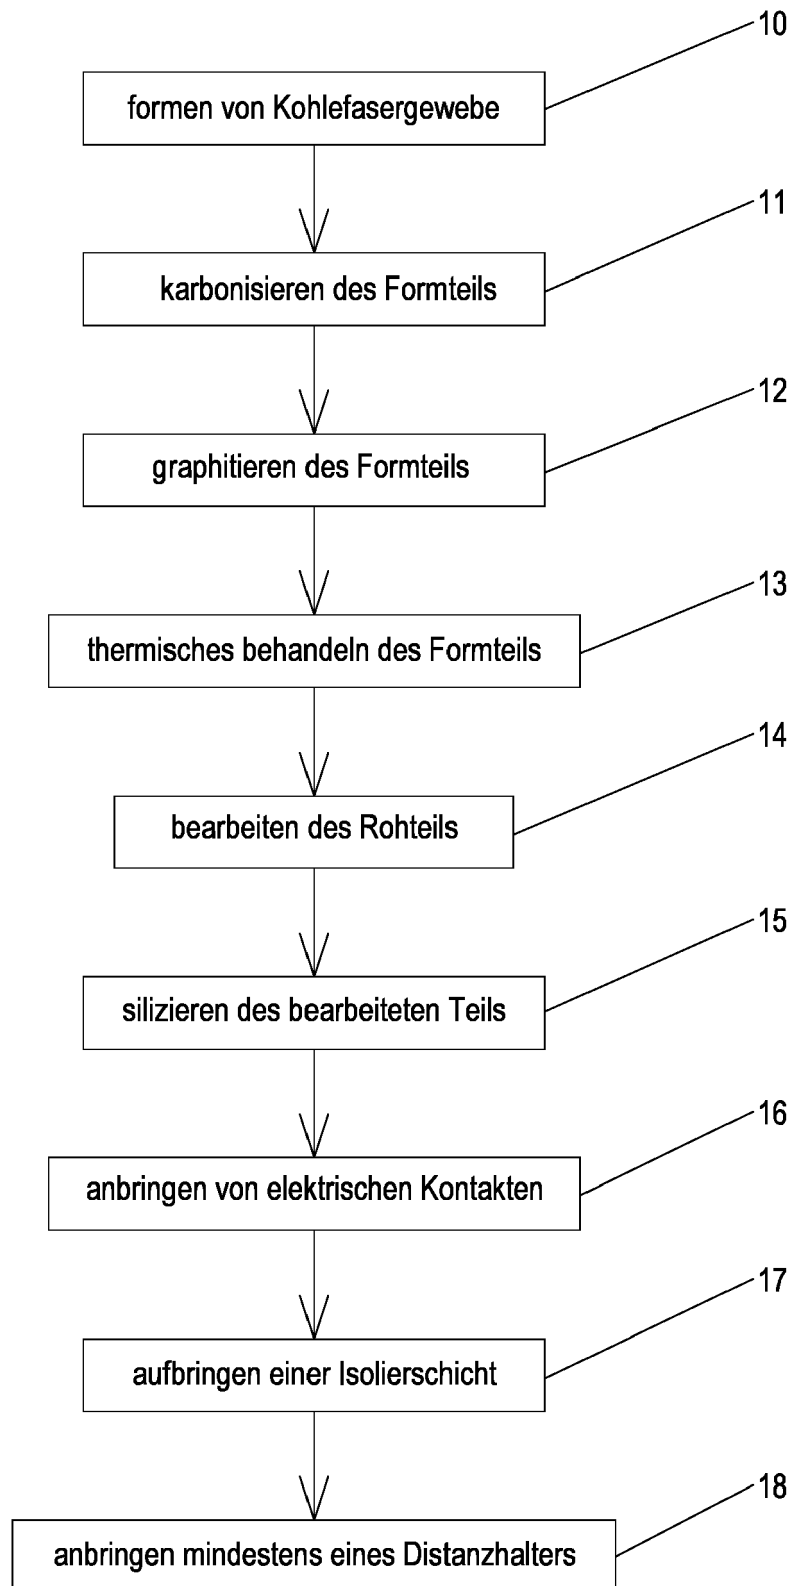 10
formen von Kohlefasergewebe
11
karbonisieren des Formteils
12
graphitieren des Formteils
13
thermisches behandeln des Formteils
14
bearbeiten des Rohteils
15
silizieren des bearbeiteten Teils
16
anbringen von elektrischen Kontakten
17
aufbringen einer Isolierschicht
18
anbringen mindestens eines Distanzhalters